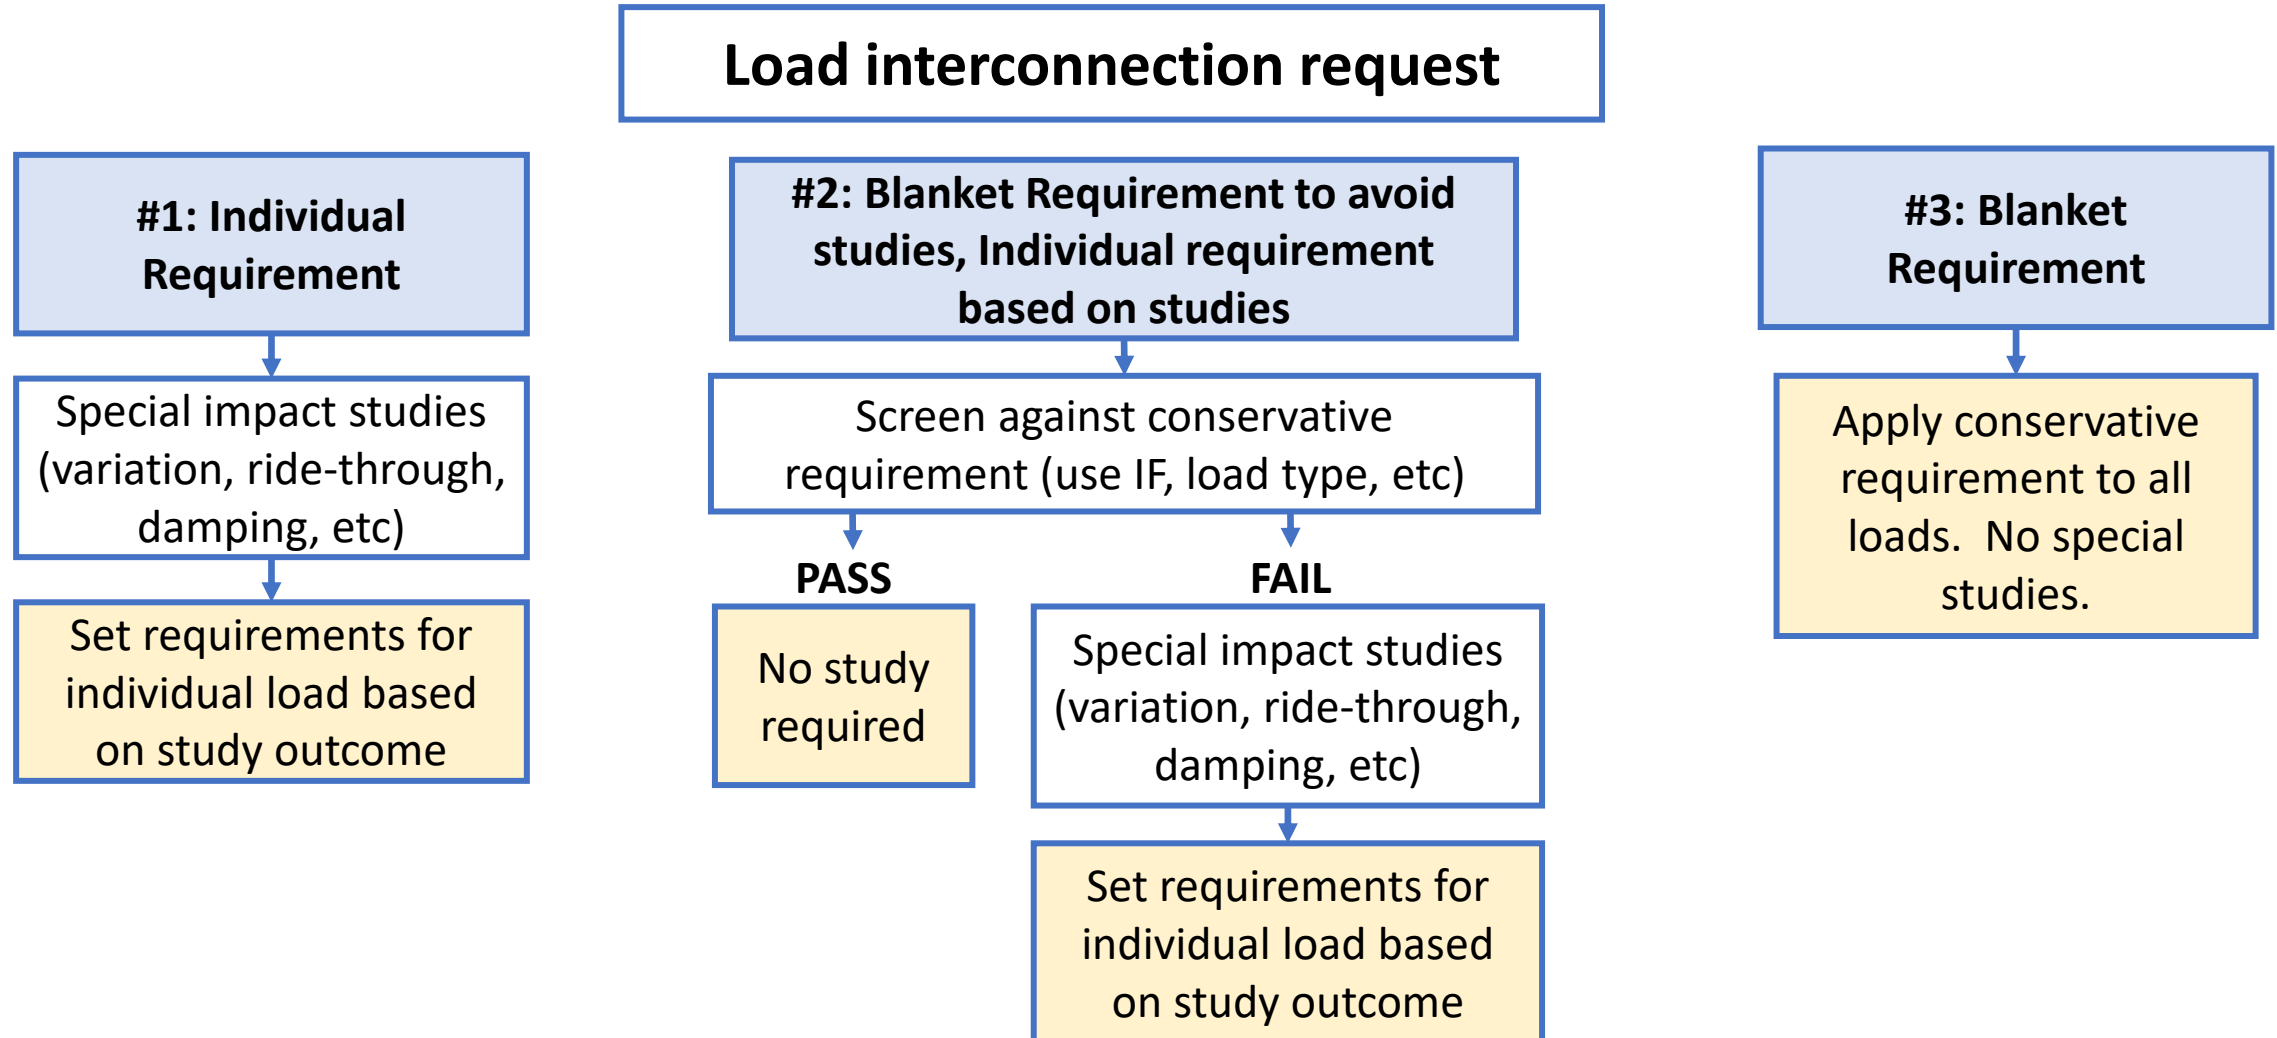 Load interconnection request
#1: Individual
Requirement
Special impact studies
(variation, ride-through,
damping, etc)
Set requirements for
individual load based
on study outcome
#2: Blanket Requirement to avoid
studies, Individual requirement
based on studies
Screen against conservative
requirement (use IF, load type, etc)
PASS
No study
required
FAIL
Special impact studies
(variation, ride-through,
damping, etc)
Set requirements for
individual load based
on study outcome
#3: Blanket
Requirement
Apply conservative
requirement to all
loads.  No special
studies.